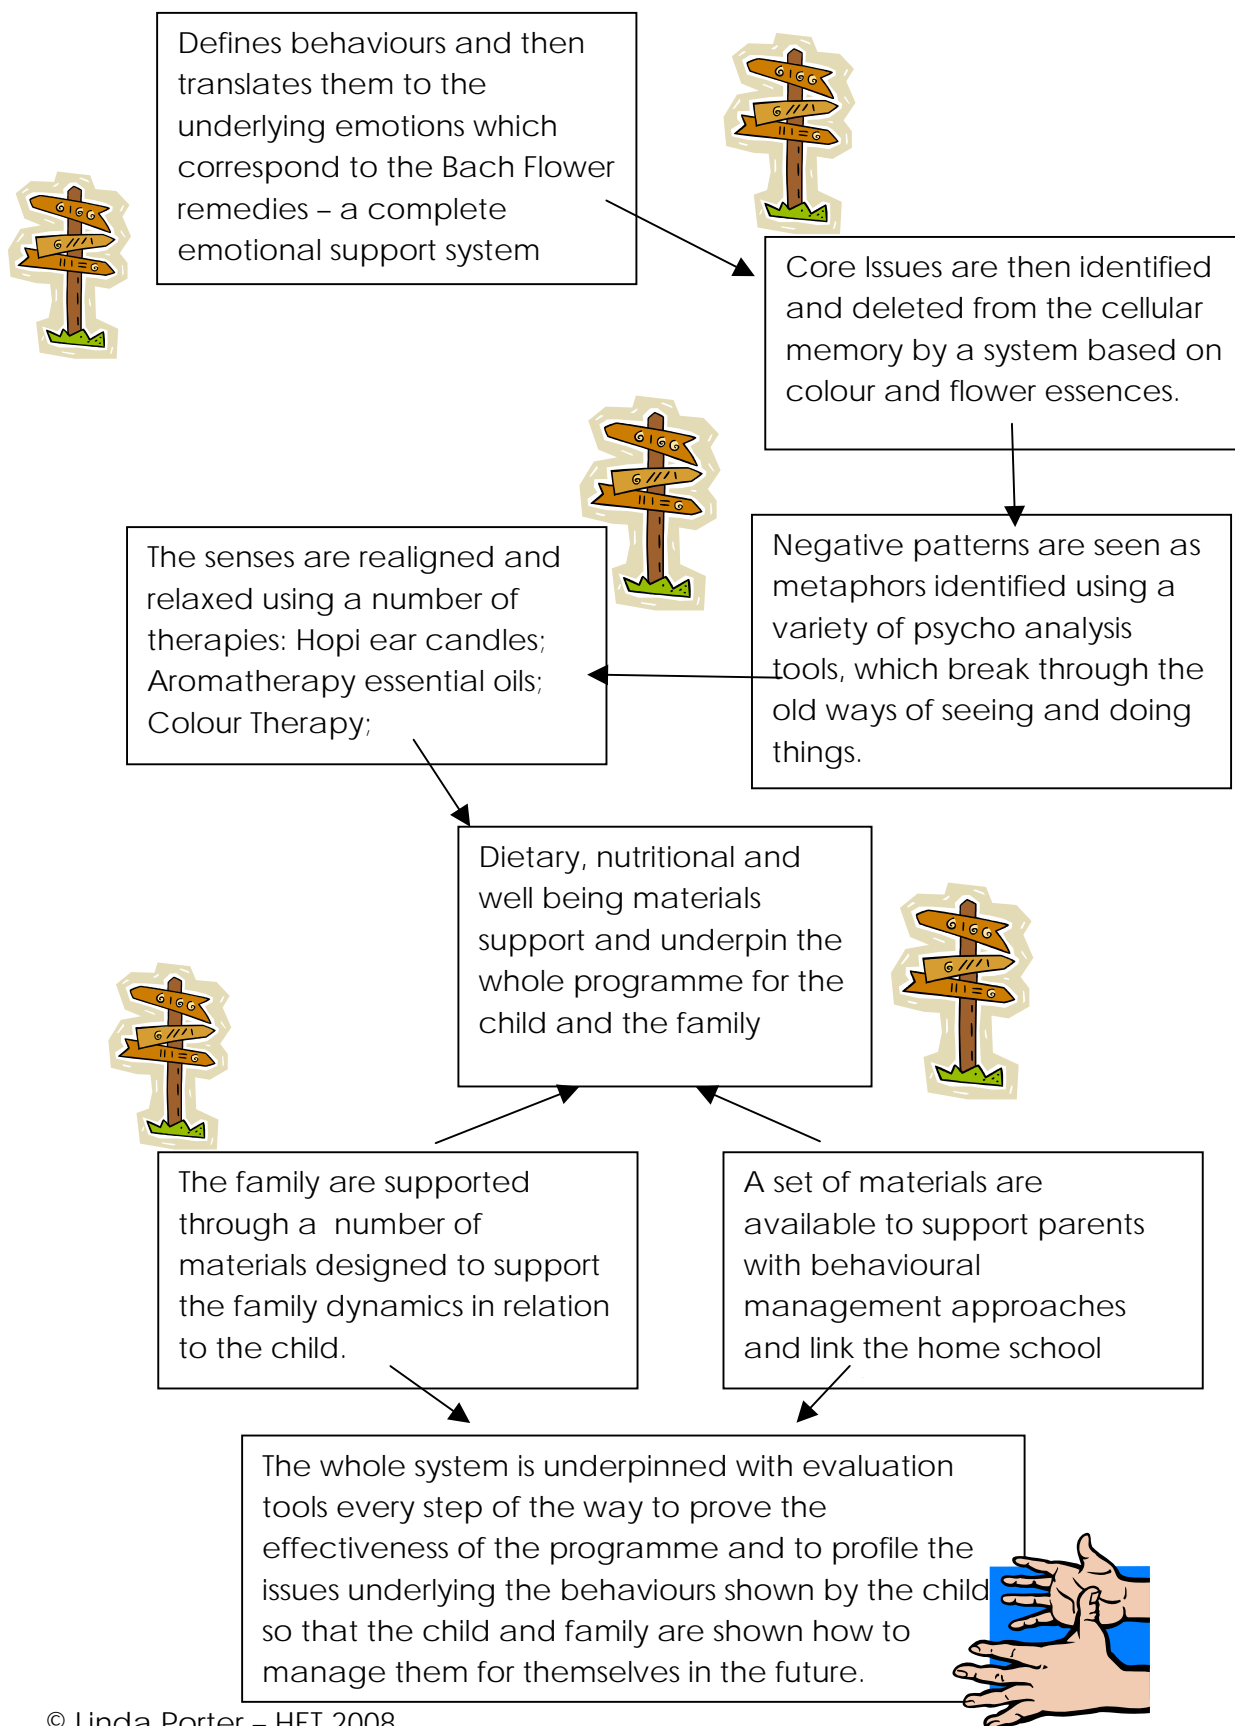 Defines behaviours and then
translates them to the
underlying emotions which
correspond to the Bach Flower
remedies – a complete
emotional support system
Core Issues are then identified
and deleted from the cellular
memory by a system based on
colour and flower essences.
Negative patterns are seen as
metaphors identified using a
variety of psycho analysis
tools, which break through the
old ways of seeing and doing
things.
The senses are realigned and
relaxed using a number of
therapies: Hopi ear candles;
Aromatherapy essential oils;
Colour Therapy;
Dietary, nutritional and
well being materials
support and underpin the
whole programme for the
child and the family
The family are supported
through a  number of
materials designed to support
the family dynamics in relation
to the child.
A set of materials are
available to support parents
with behavioural
management approaches
and link the home school
The whole system is underpinned with evaluation
tools every step of the way to prove the
effectiveness of the programme and to profile the
issues underlying the behaviours shown by the child
so that the child and family are shown how to
manage them for themselves in the future.
© Linda Porter – HFT 2008